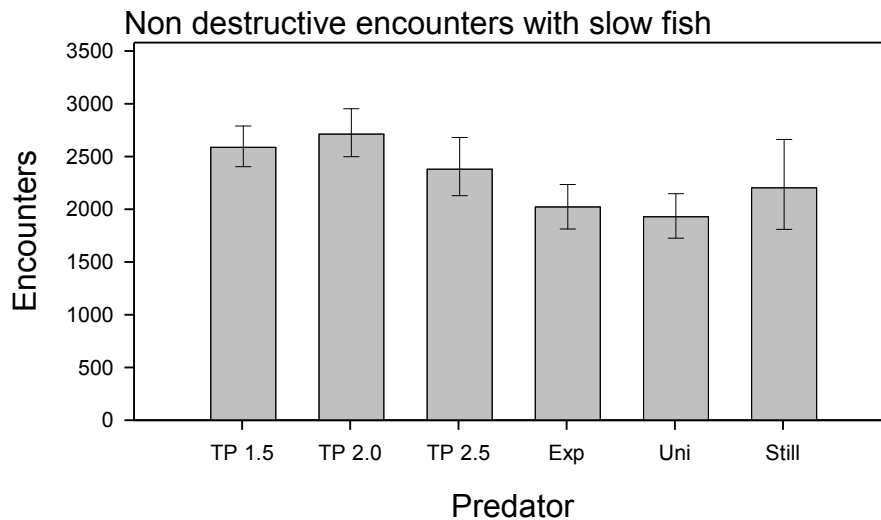 Non destructive encounters with slow fish
3500
3000
2500
2000
1500
1000
500
0
Encounters
TP 1.5 TP 2.0 TP 2.5 Exp Uni Still
Predator